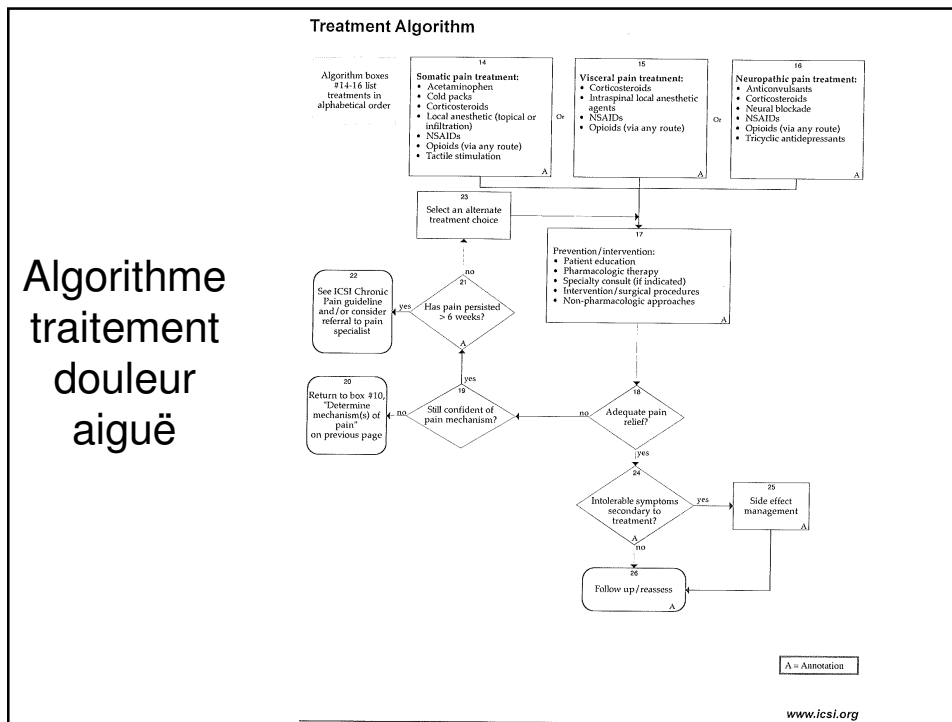 Treatment Algorithm
Algorithm boxes
#14-16 list
treatments in
alphabetical order
14
Somatic pain treatment:
• Acetaminophen
• Cold packs
• Corticosteroids
• Local anesthetic (topical or
infiltration)
• NSAIDs
• Opioids (via any route)
• Tactile stimulation
A
Or
15
Visceral pain treatment:
• Corticosteroids
• Intraspinal local anesthetic
agents
• NSAIDs
• Opioids (via any route)
A
Or
16
Neuropathic pain treatment:
• Anticonvulsants
• Corticosteroids
• Neural blockade
• NSAIDs
• Opioids (via any route)
• Tricyclic antidepressants
A
23
Select an alternate
treatment choice
17
Prevention/intervention:
• Patient education
• Pharmacologic therapy
• Specialty consult (if indicated)
• Intervention/surgical procedures
• Non-pharmacologic approaches
A
Algorithme
traitement
douleur
aiguë
no
22
See ICSI Chronic
Pain guideline
and/or consider
referral to pain
specialist
yes
21
Has pain persisted
> 6 weeks?
A
yes
20
Return to box #10,
"Determine
mechanism(s) of
pain"
on previous page
no
19
Still confident of
pain mechanism?
no
18
Adequate pain
relief?
yes
24
Intolerable symptoms
secondary to
treatment?
A
yes
25
Side effect
management
A
no
26
Follow up/reassess
A
A = Annotation
www.icsi.org